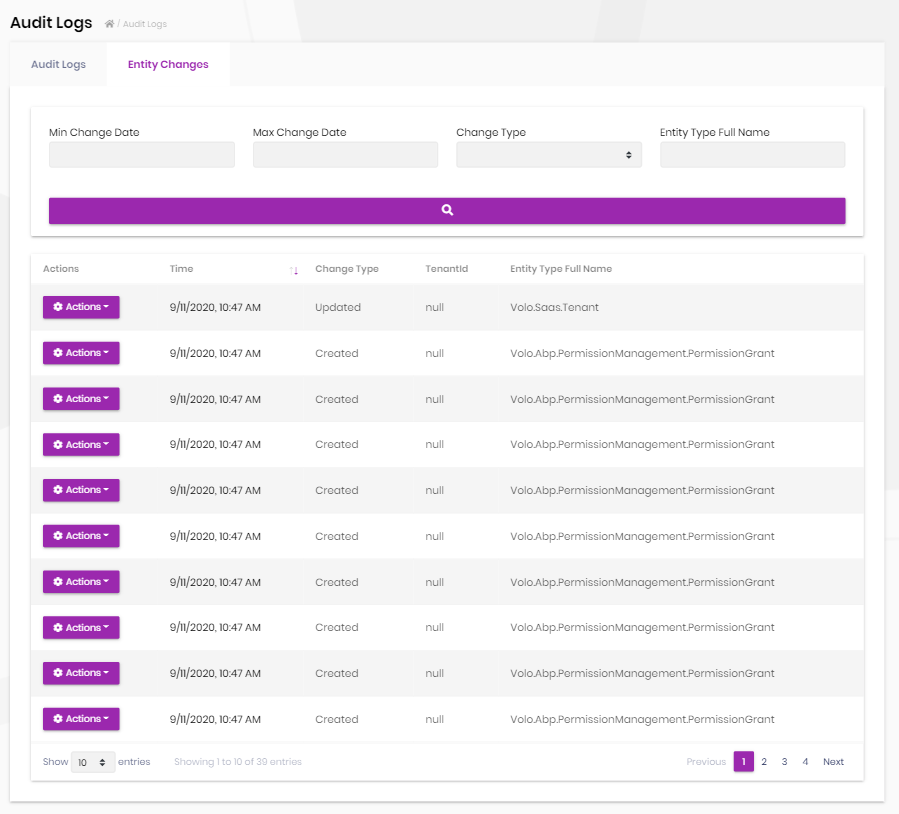 Audit Logs / Audit Logs
Audit Logs Entity Changes
Min Change Date Max Change Date Change Type Entity Type Full Name
Actions Time Change Type TenantId Entity Type Full Name
Actions 9/11/2020, 10:47 AM Updated null Volo.Saas.Tenant
Actions 9/11/2020, 10:47 AM Created null Volo.Abp.PermissionManagement.PermissionGrant
Actions 9/11/2020, 10:47 AM Created null Volo.Abp.PermissionManagement.PermissionGrant
Actions 9/11/2020, 10:47 AM Created null Volo.Abp.PermissionManagement.PermissionGrant
Actions 9/11/2020, 10:47 AM Created null Volo.Abp.PermissionManagement.PermissionGrant
Actions 9/11/2020, 10:47 AM Created null Volo.Abp.PermissionManagement.PermissionGrant
Actions 9/11/2020, 10:47 AM Created null Volo.Abp.PermissionManagement.PermissionGrant
Actions 9/11/2020, 10:47 AM Created null Volo.Abp.PermissionManagement.PermissionGrant
Actions 9/11/2020, 10:47 AM Created null Volo.Abp.PermissionManagement.PermissionGrant
Actions 9/11/2020, 10:47 AM Created null Volo.Abp.PermissionManagement.PermissionGrant
Show 10 entries Showing 1 to 10 of 39 entries Previous 1 2 3 4 Next